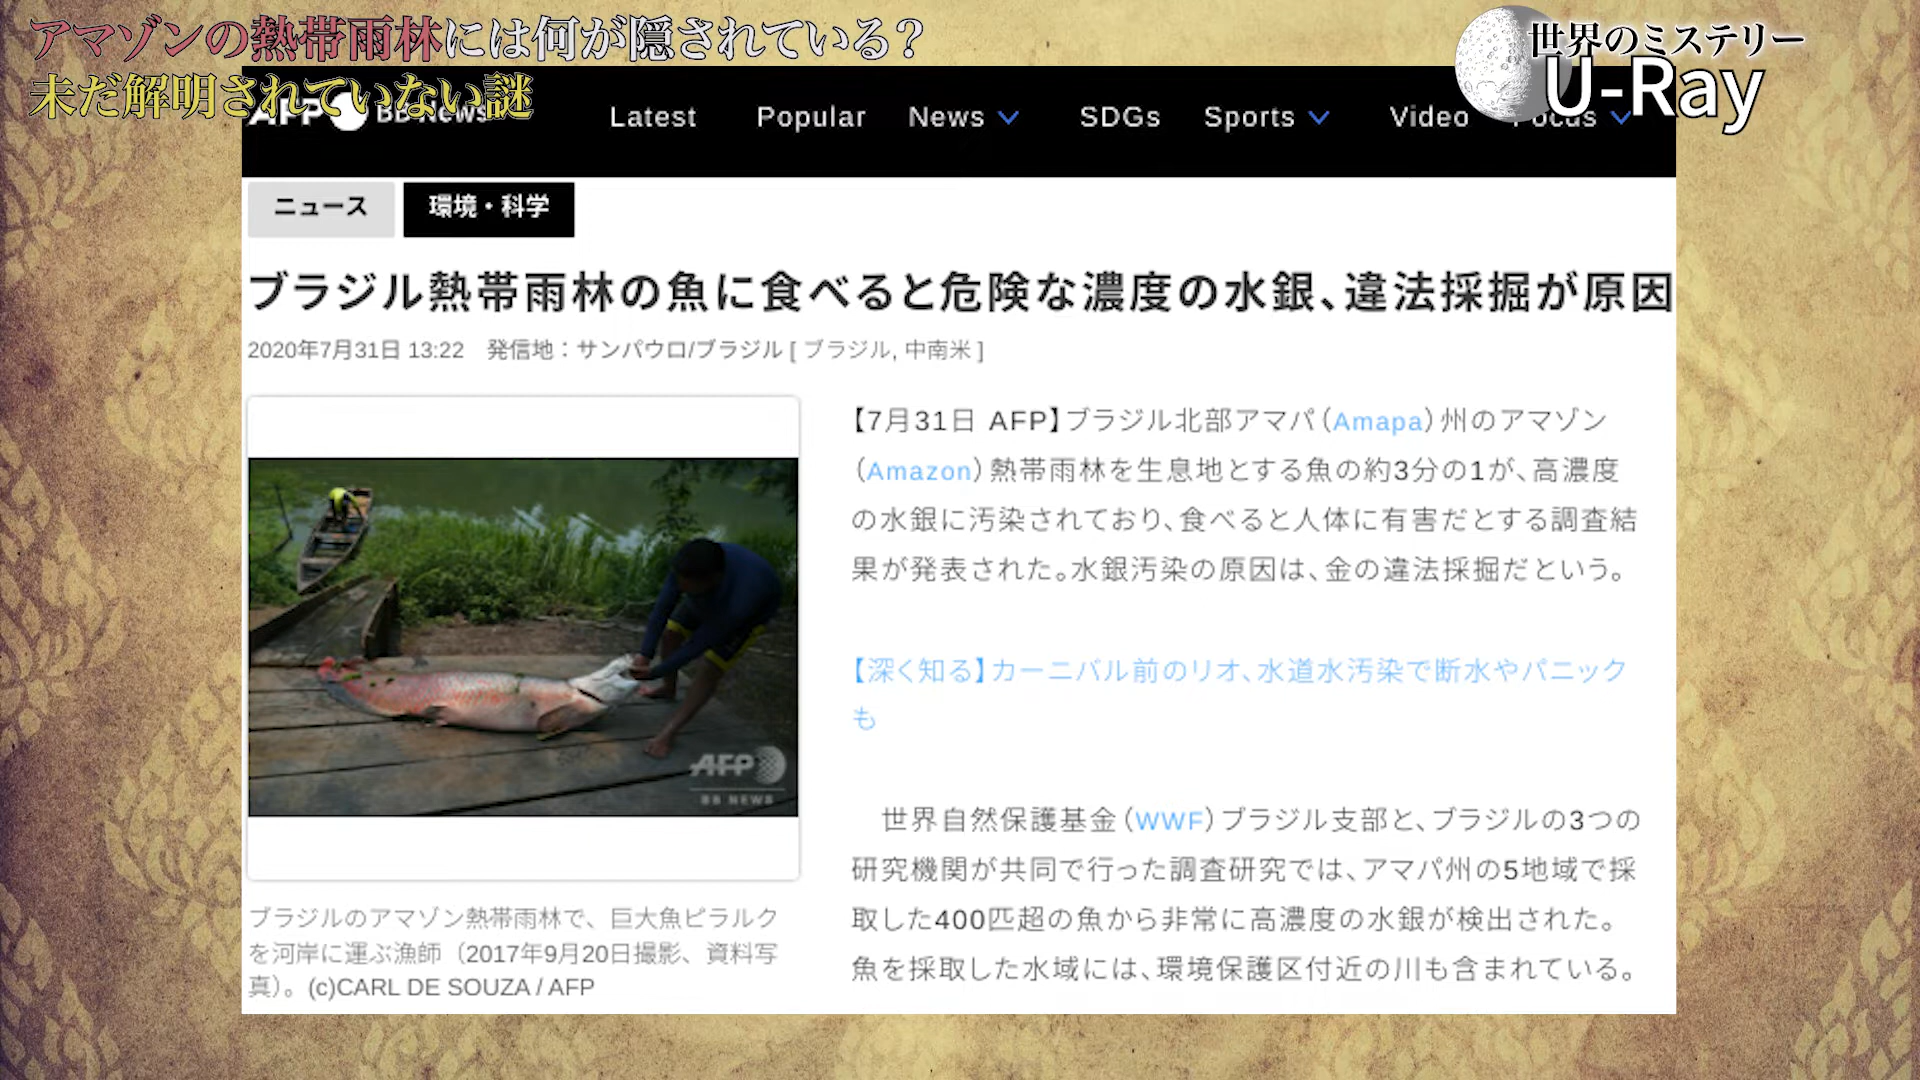 アマゾンの熱帯雨林には何が隠されている？
未だ解明されていない謎
世界のミステリー
U-Ray
AFP BB News
Latest Popular News SDGs Sports Video Focus
ニュース 環境・科学
ブラジル熱帯雨林の魚に食べると危険な濃度の水銀、違法採掘が原因
2020年7月31日 13:22 発信地：サンパウロ/ブラジル [ ブラジル, 中南米 ]
【7月31日 AFP】ブラジル北部アマパ（Amapa）州のアマゾン
（Amazon）熱帯雨林を生息地とする魚の約3分の1が、高濃度
の水銀に汚染されており、食べると人体に有害だとする調査結
果が発表された。水銀汚染の原因は、金の違法採掘だという。
【深く知る】カーニバル前のリオ、水道水汚染で断水やパニック
も
世界自然保護基金（WWF）ブラジル支部と、ブラジルの3つの
研究機関が共同で行った調査研究では、アマパ州の5地域で採
取した400匹超の魚から非常に高濃度の水銀が検出された。
魚を採取した水域には、環境保護区付近の川も含まれている。
AFP
BB NEWS
ブラジルのアマゾン熱帯雨林で、巨大魚ピラルク
を河岸に運ぶ漁師（2017年9月20日撮影、資料写
真）。(c)CARL DE SOUZA / AFP